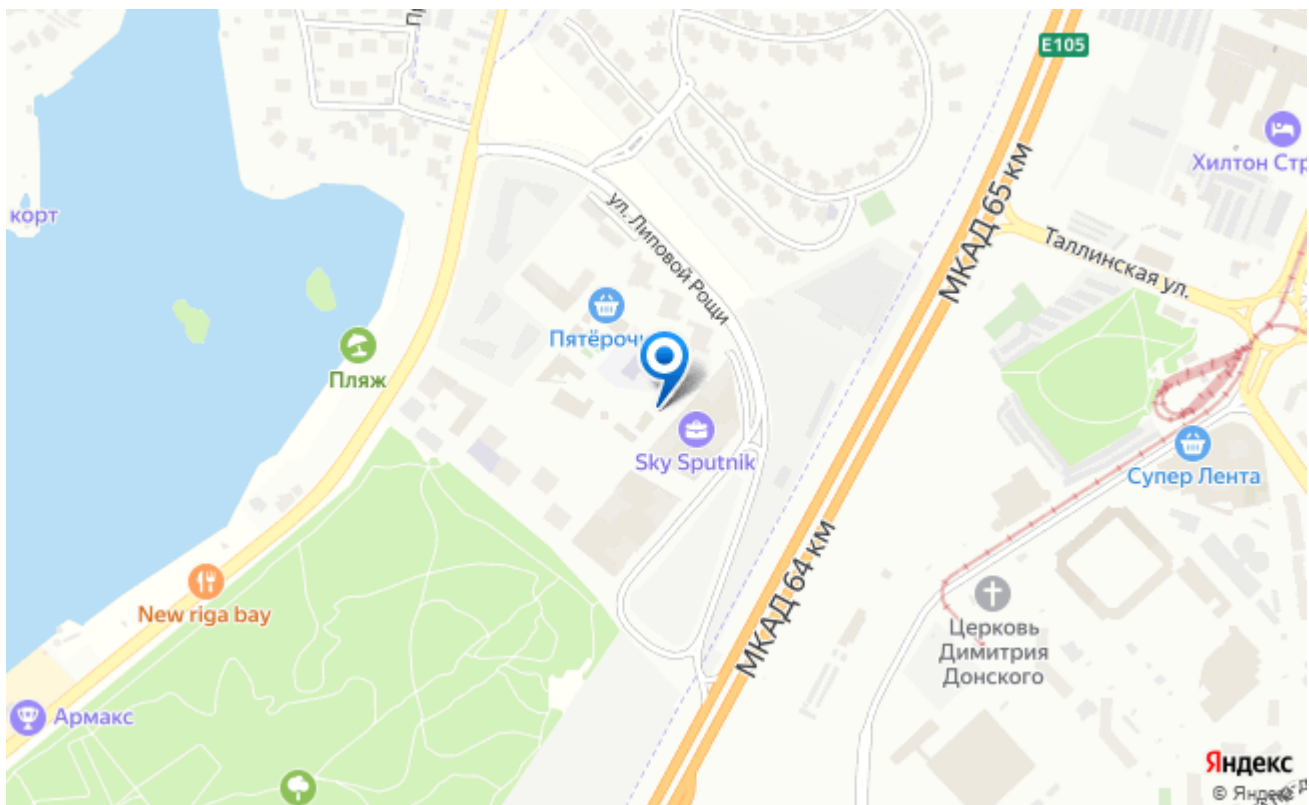 E105
Хилтон Стр
корт
ул. Липовой Рощи
МКАД 65 км
Таллинская ул.
Пятёроч
Пляж
Sky Sputnik
Супер Лента
МКАД 64 км
New riga bay
Церковь
Димитрия
Донского
Армакс
Яндекс